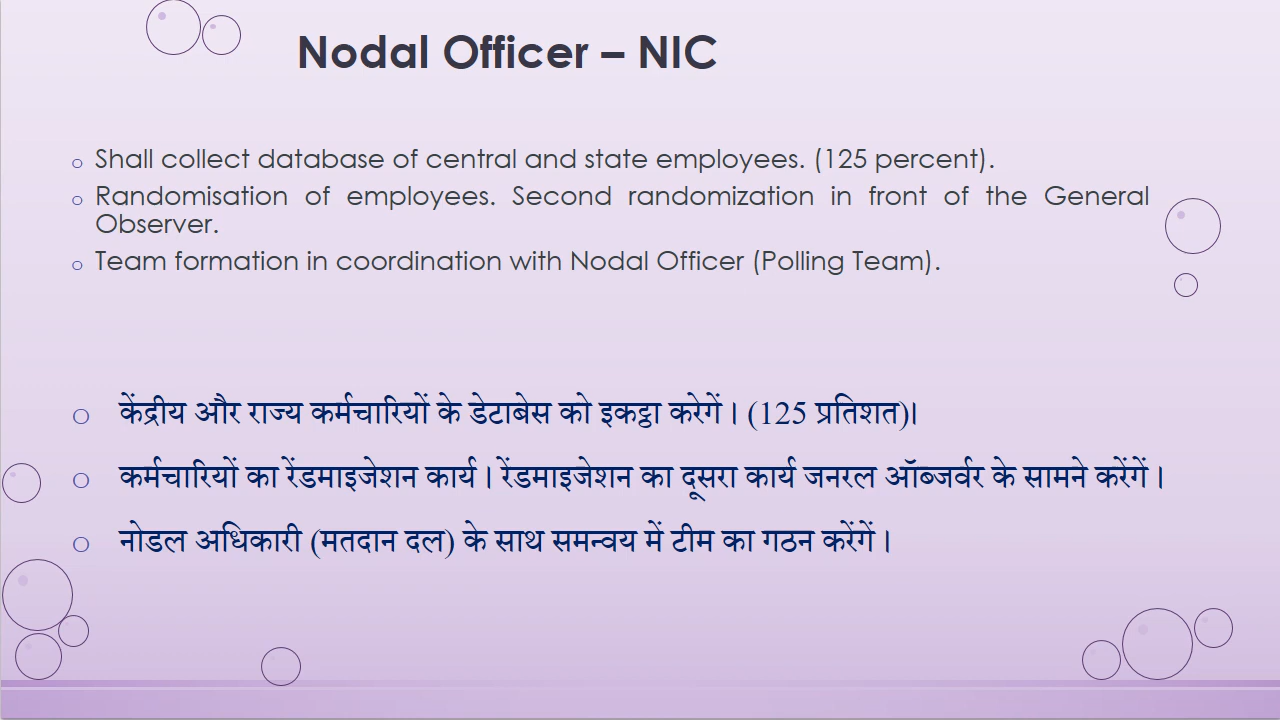 Nodal Officer – NIC
Shall collect database of central and state employees. (125 percent).
Randomisation of employees. Second randomization in front of the General
Observer.
Team formation in coordination with Nodal Officer (Polling Team).
केंद्रीय और राज्य कर्मचारियों के डेटाबेस को इकट्ठा करेगें। (125 प्रतिशत)।
कर्मचारियों का रेंडमाइजेशन कार्य। रेंडमाइजेशन का दूसरा कार्य जनरल ऑब्जर्वर के सामने करेंगें।
नोडल अधिकारी (मतदान दल) के साथ समन्वय में टीम का गठन करेंगें।